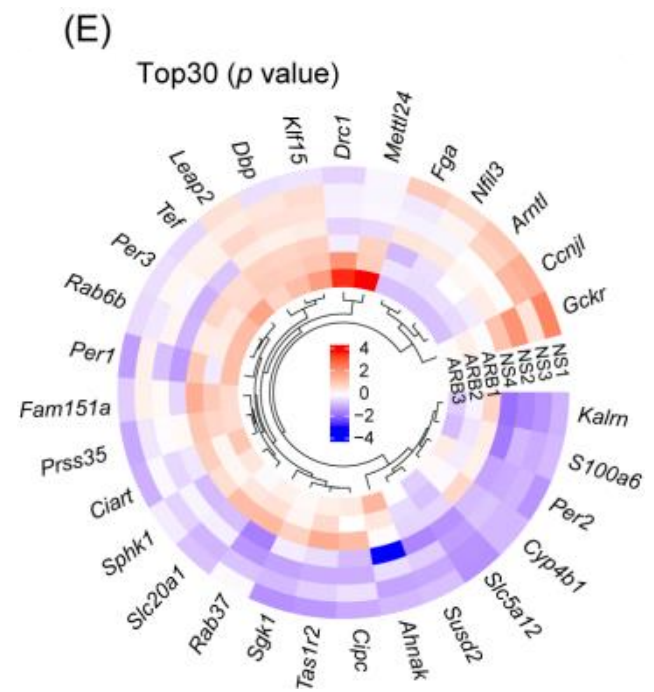 (E)
Top30 (p value)
Drc1
Mettl24
Fga
Nfil3
Arntl
Ccnjl
Gckr
Kalrn
S100a6
Per2
Cyp4b1
Slc5a12
Susd2
Ahnak
Cipc
Tas1r2
Sgk1
Rab37
Slc20a1
Sphk1
Ciart
Prss35
Fam151a
Per1
Rab6b
Per3
Tef
Leap2
Dbp
Klf15
ARB3
ARB2
ARB1
NS4
NS2
NS3
NS1
4
2
0
−2
−4